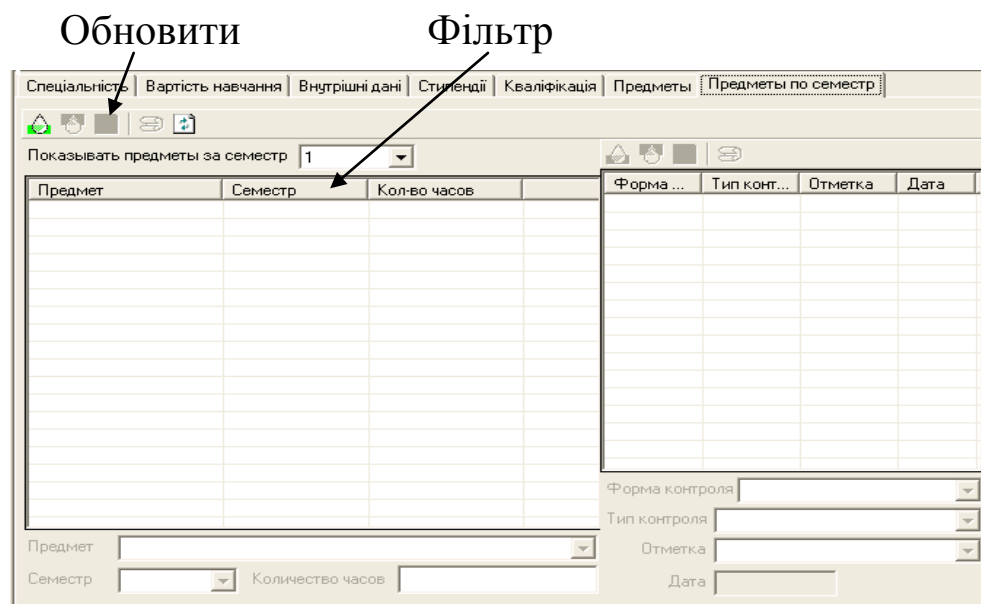 Обновити Фільтр
Спеціальність Вартість навчання Внутрішні дані Стипендії Кваліфікація Предметы Предметы по семестр
Показывать предметы за семестр 1
Предмет Семестр Кол-во часов
Форма ... Тип конт... Отметка Дата
Форма контроля
Тип контроля
Предмет Отметка
Семестр Количество часов Дата